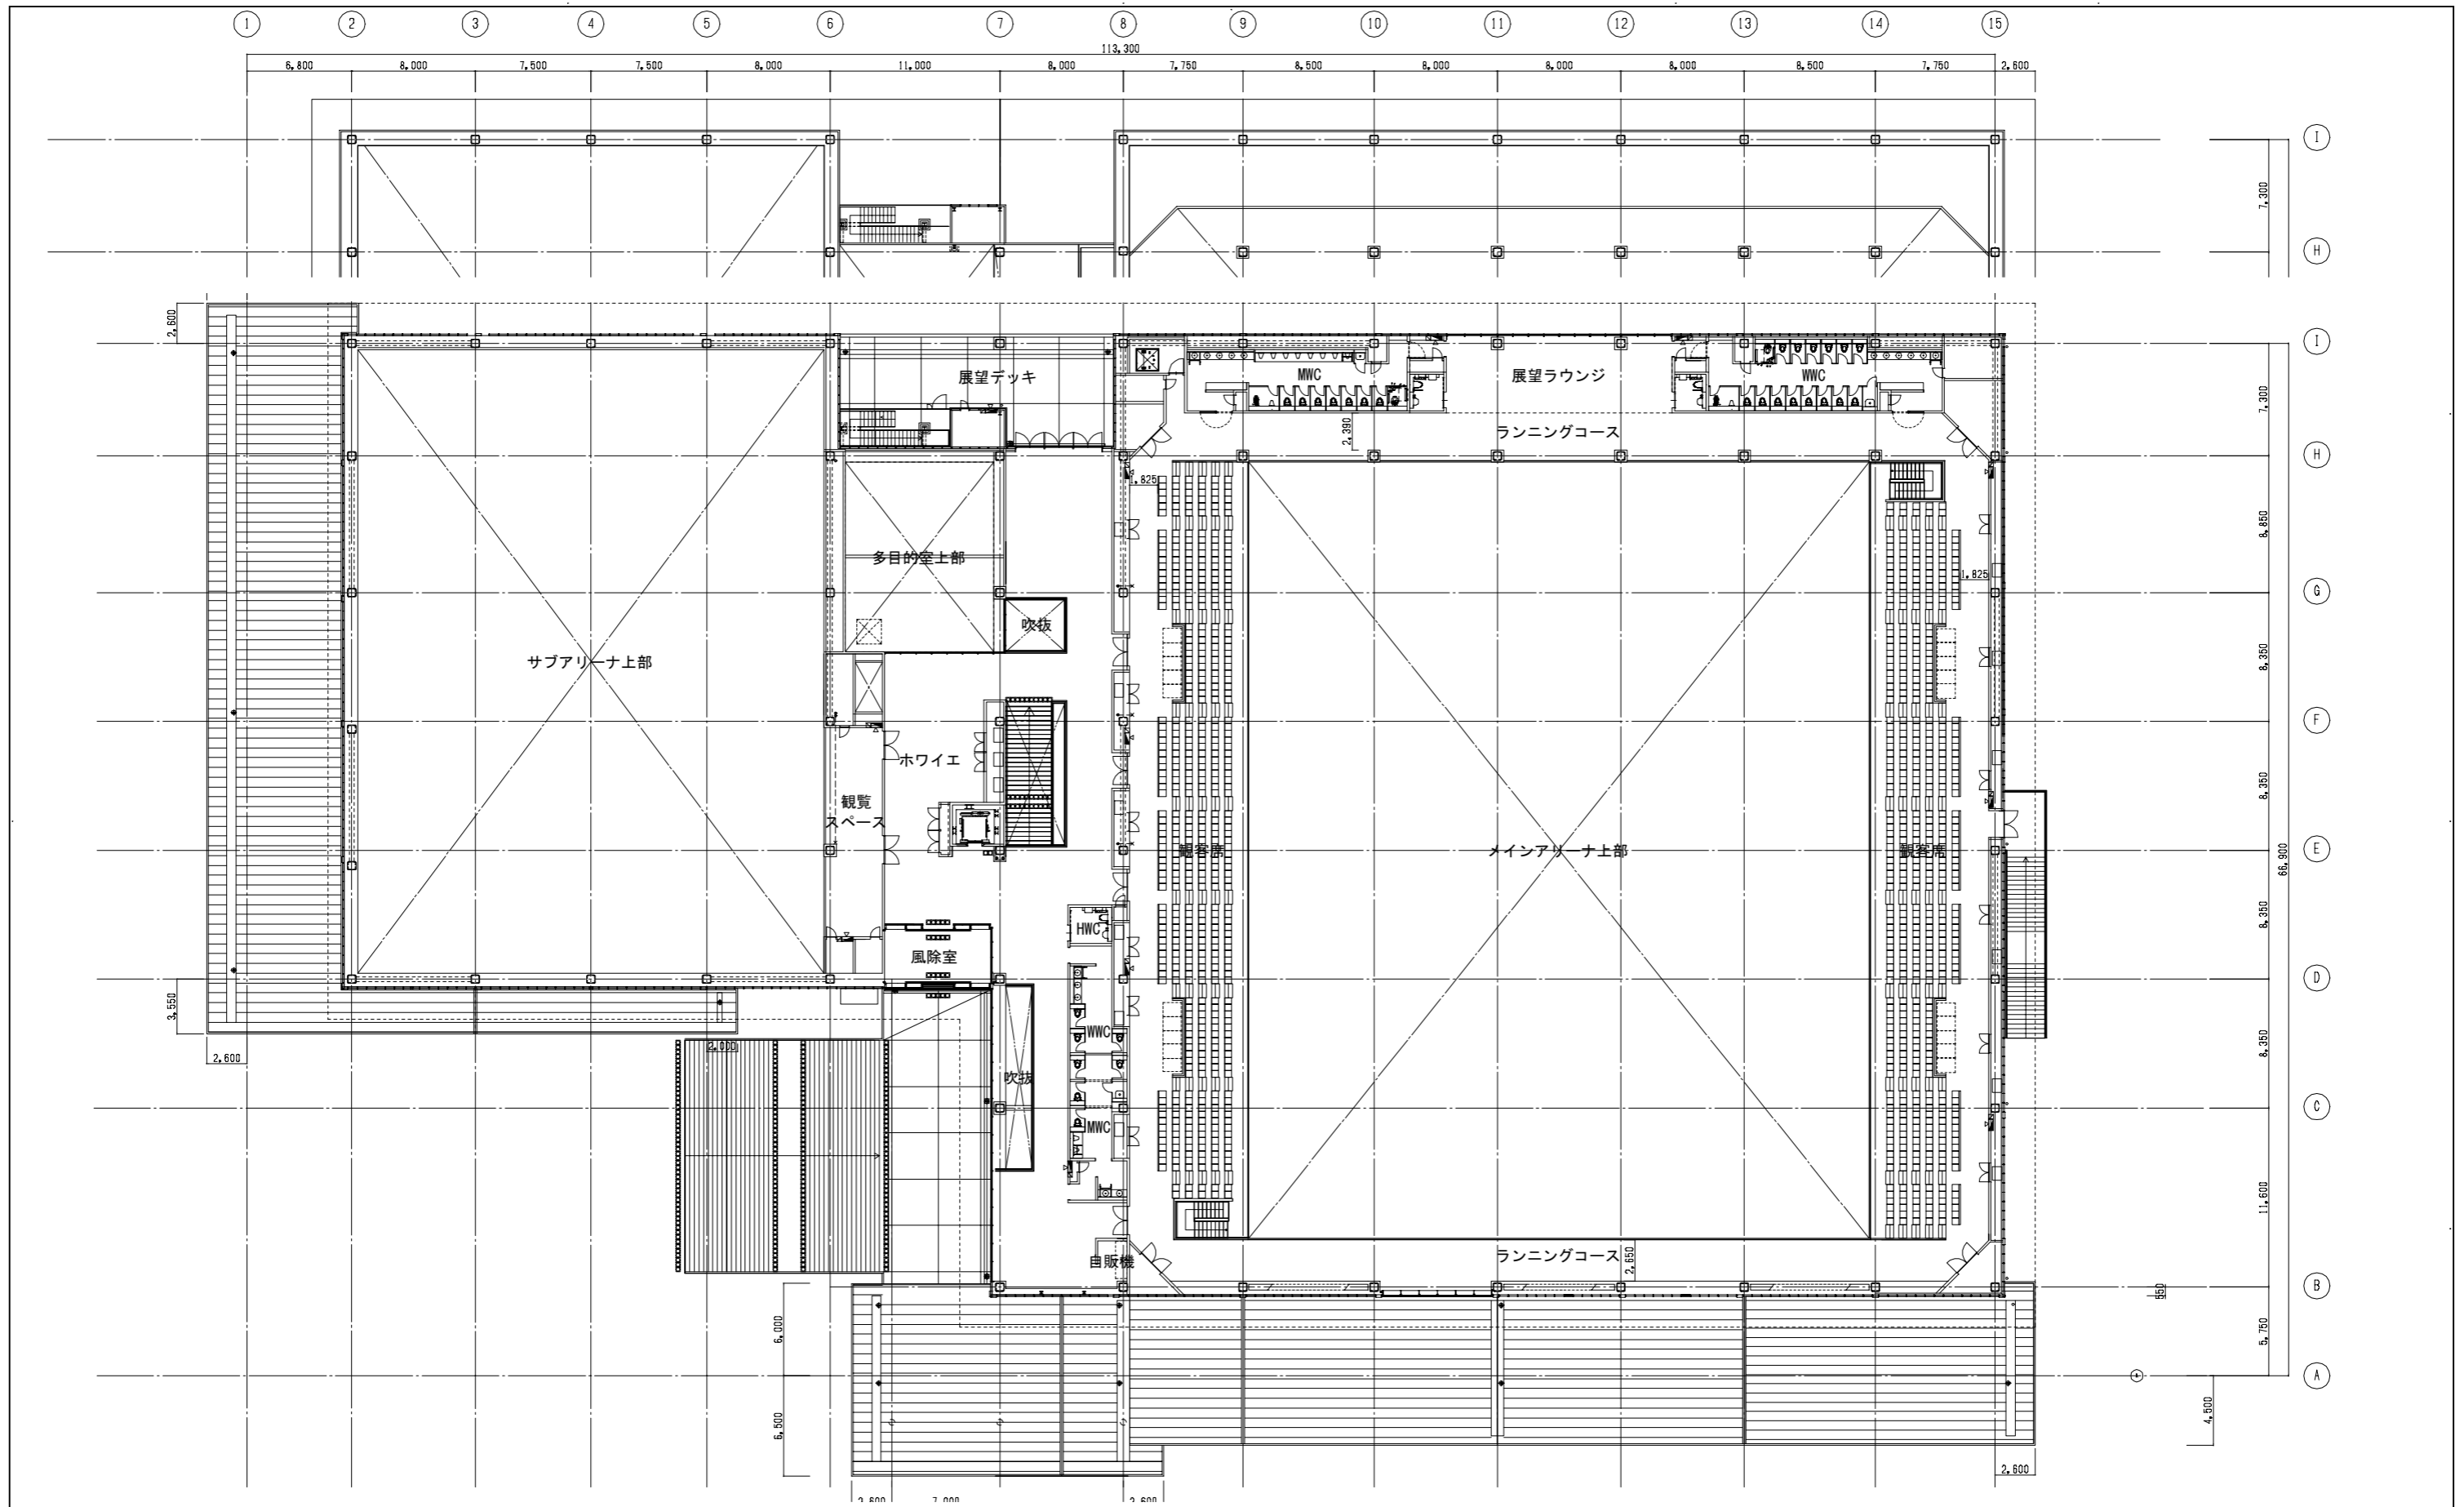 1 2 3 4 5 6 7 8 9 10 11 12 13 14 15
113,300
6,800 8,000 7,500 7,500 8,000 11,000 8,000 7,750 8,500 8,000 8,000 8,000 8,500 7,750 2,600
I
7,300
H
2,600
I
展望デッキ
MWC
展望ラウンジ
WWC
7,300
2,390
ランニングコース
H
1,825
8,850
多目的室上部
1,825
G
吹抜
サブアリーナ上部
8,350
F
ホワイエ
8,350
観覧
スペース
観客席
メインアリーナ上部
観客席
E
66,900
HWC
8,350
風除室
D
3,550
WWC
2,000
2,600
8,350
吹抜
C
MWC
11,600
自販機
ランニングコース
2,650
B
550
6,000
5,750
A
6,500
4,500
2,600
2,600 7,000 2,600